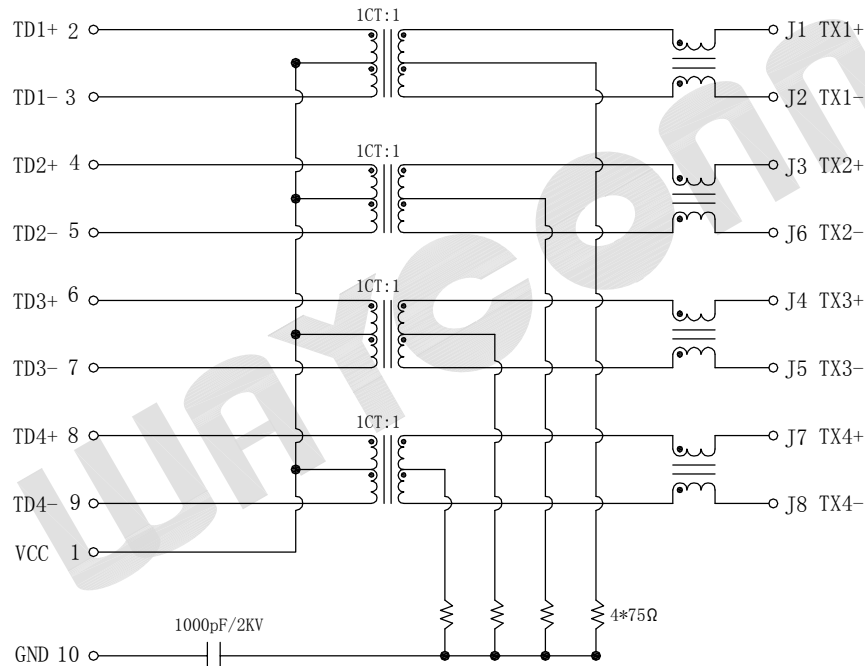 1CT:1
TD1+ 2
J1 TX1+
TD1- 3
J2 TX1-
1CT:1
TD2+ 4
J3 TX2+
TD2- 5
J6 TX2-
1CT:1
TD3+ 6
J4 TX3+
TD3- 7
J5 TX3-
1CT:1
TD4+ 8
J7 TX4+
TD4- 9
J8 TX4-
VCC 1
4*75Ω
1000pF/2KV
GND 10
WAYCONN